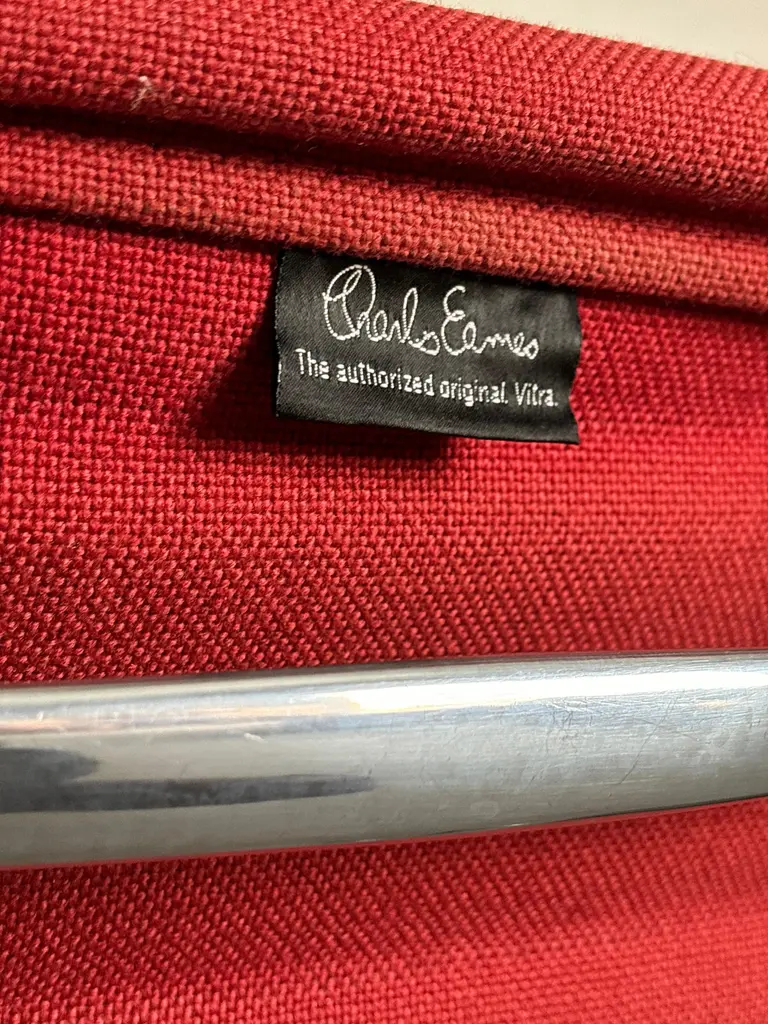 Charles Eames
The authorized original. Vitra.